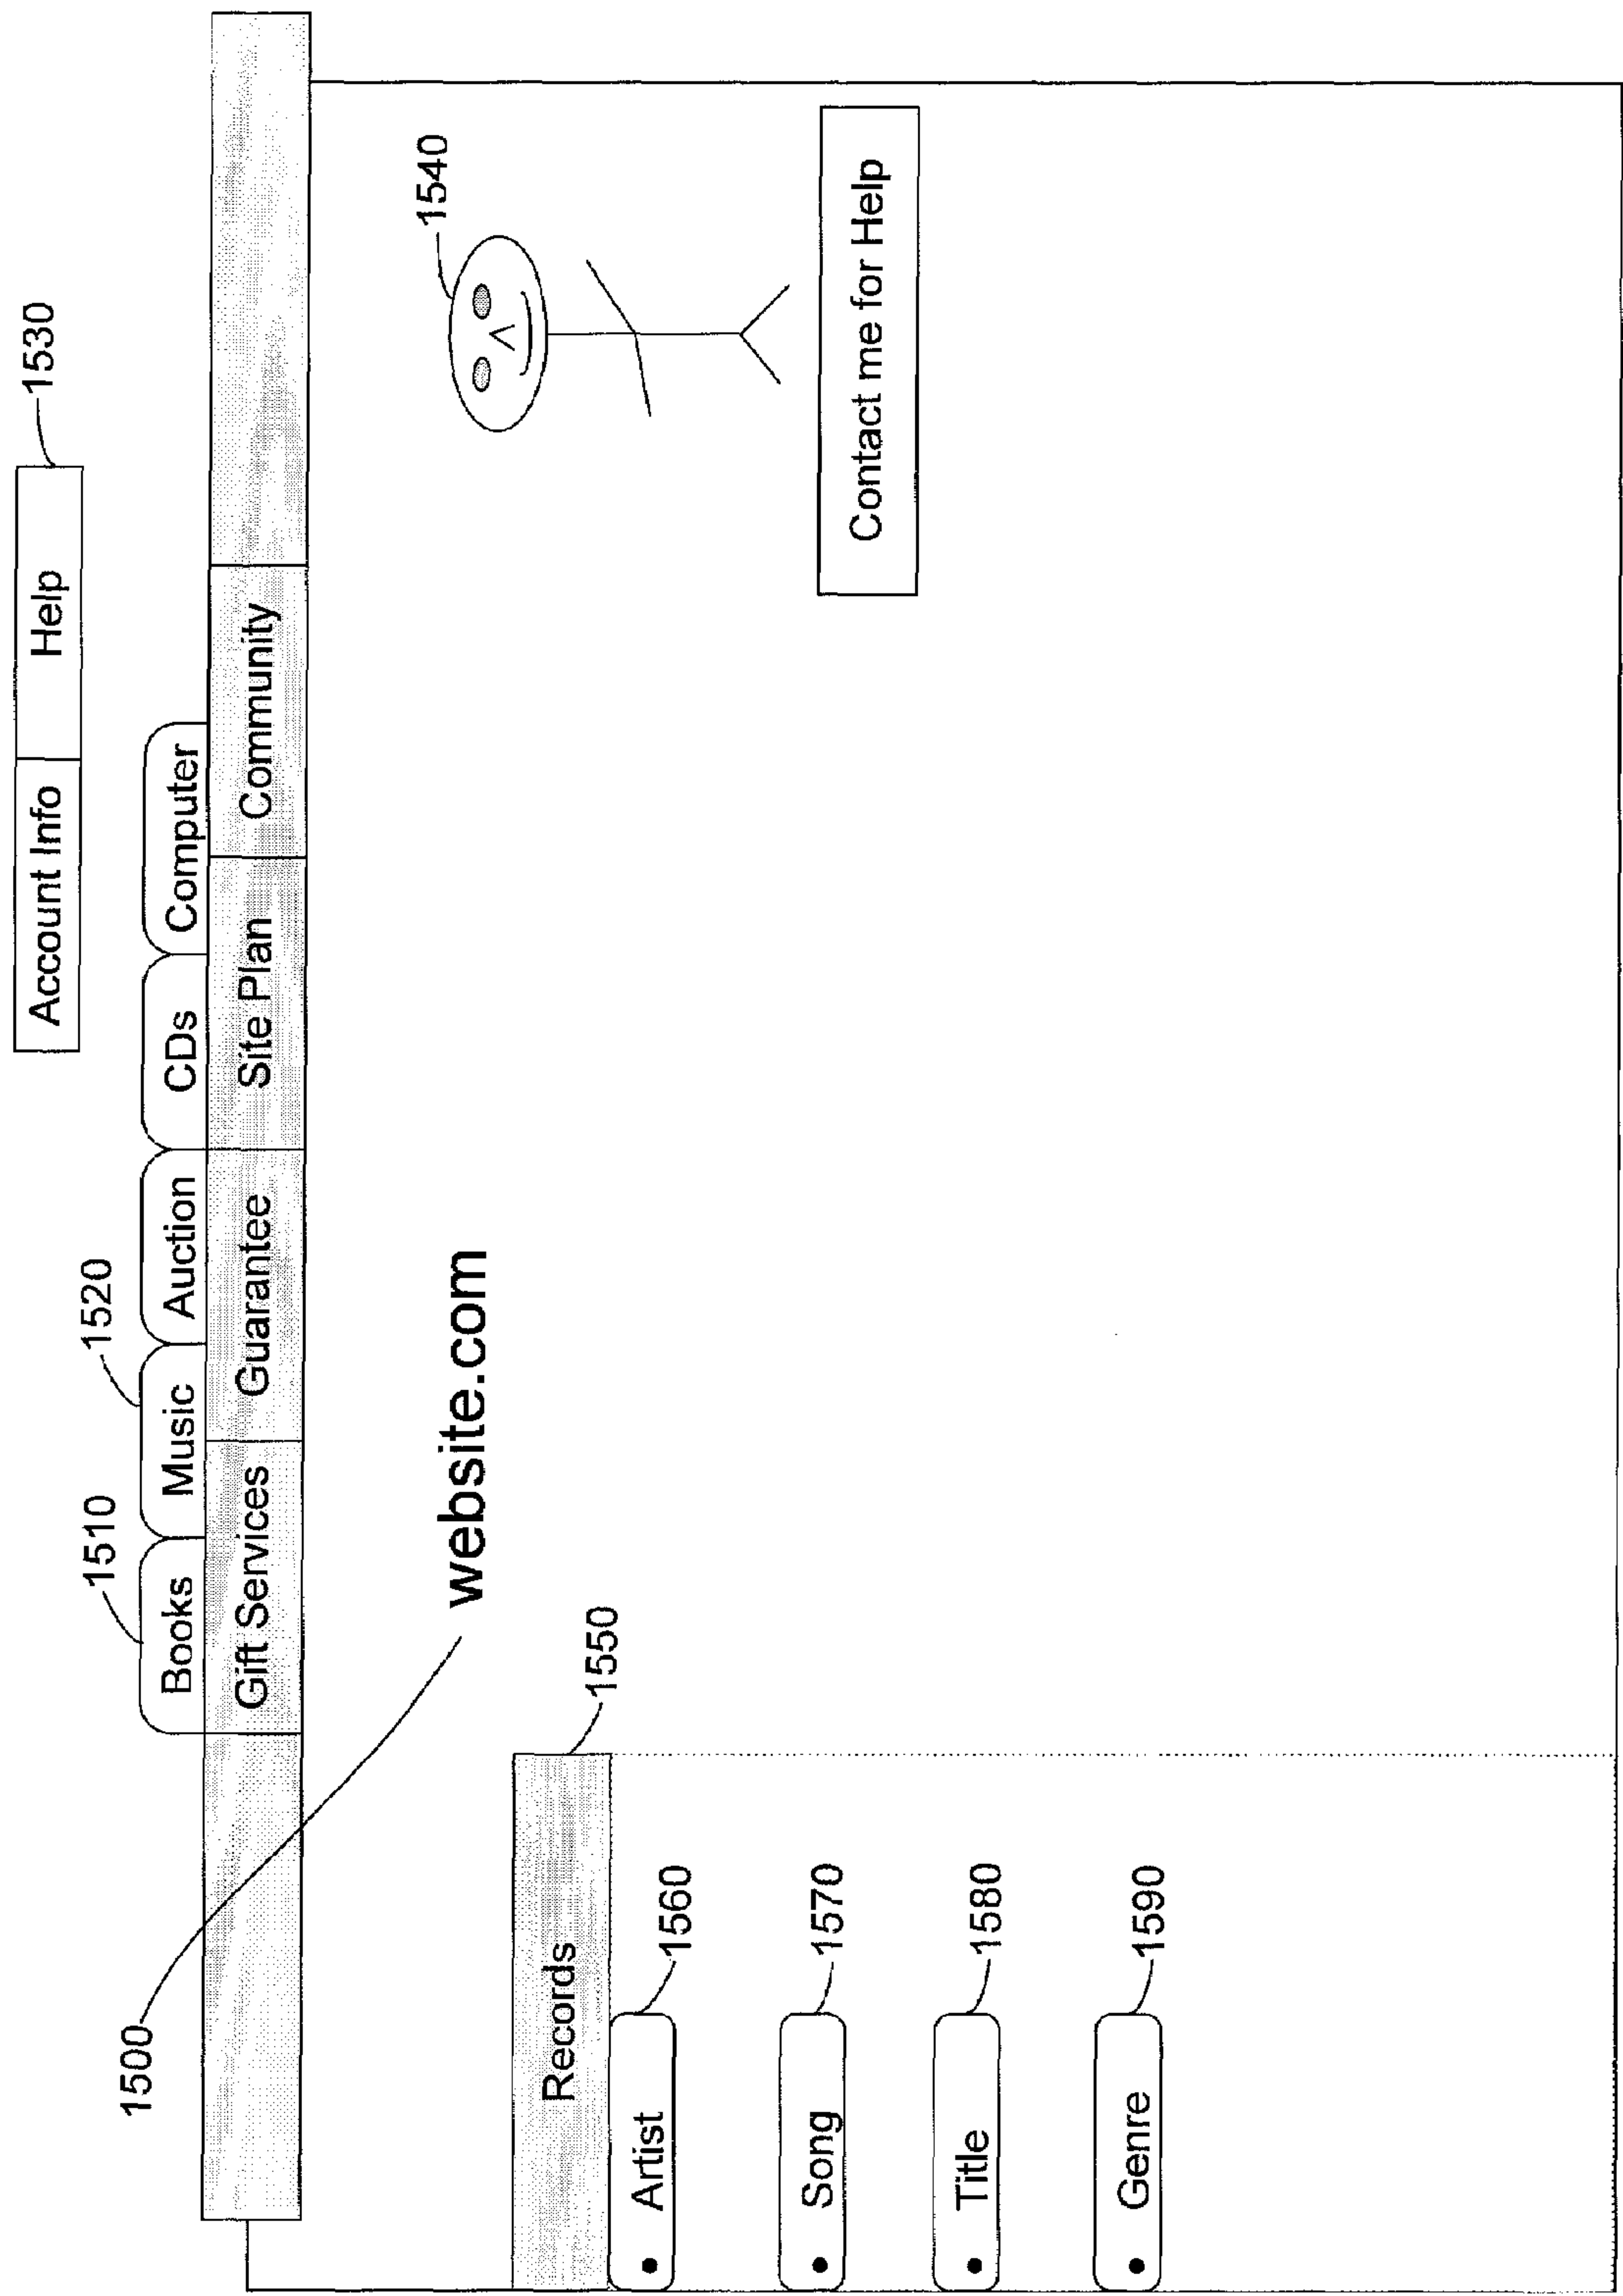 Account Info Help 1530
1510 1520
Books Music Auction CDs Computer
1500
Gift Services Guarantee Site Plan Community
1540
website.com
Records 1550
• Artist 1560
• Song 1570
• Title 1580
• Genre 1590
Contact me for Help